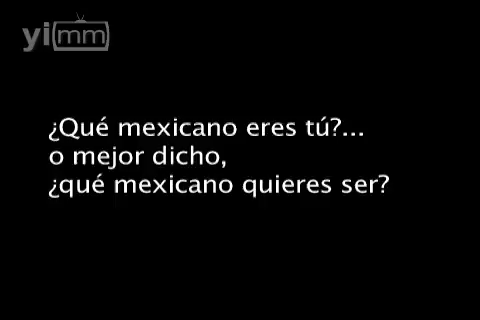 yimm
¿Qué mexicano eres tú?...
o mejor dicho,
¿qué mexicano quieres ser?